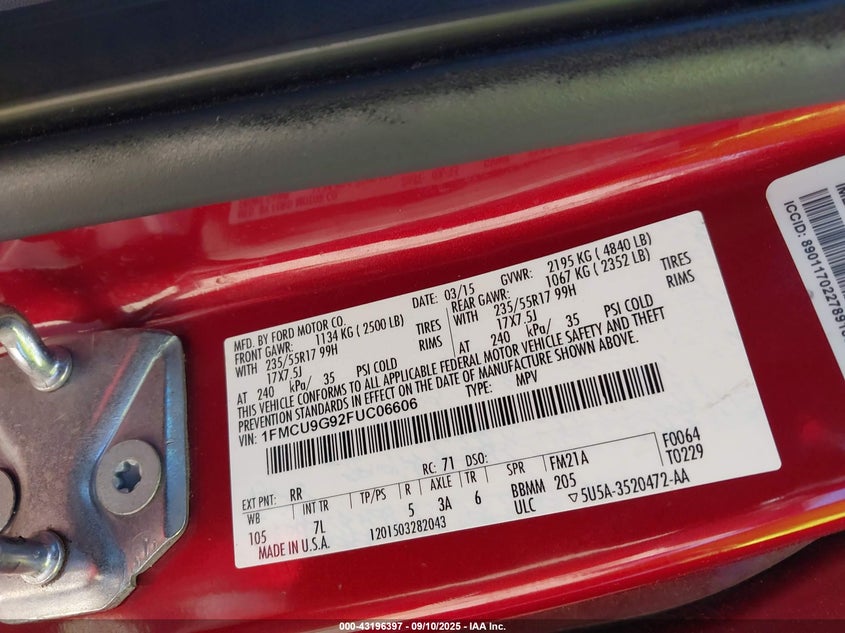 MFD. BY FORD MOTOR CO.
DATE: 03/15
GVWR: 2195 KG ( 4840 LB)
FRONT GAWR: 1134 KG ( 2500 LB)
REAR GAWR: 1067 KG ( 2352 LB)
WITH 235/55R17 99H TIRES
WITH 235/55R17 99H TIRES
17X7.5J RIMS
17X7.5J RIMS
AT 240 kPa/ 35 PSI COLD
AT 240 kPa/ 35 PSI COLD
THIS VEHICLE CONFORMS TO ALL APPLICABLE FEDERAL MOTOR VEHICLE SAFETY AND THEFT
PREVENTION STANDARDS IN EFFECT ON THE DATE OF MANUFACTURE SHOWN ABOVE.
VIN: 1FMCU9G92FUC06606
TYPE: MPV
EXT PNT: RR RC: 71 DSO: FM21A F0064
WB INT TR TP/PS R AXLE TR SPR 205 T0229
105 7L 5 3A 6 BBMM
MADE IN U.S.A. 1201503282043 ULC ▽5U5A-3520472-AA
000-43196397 - 09/10/2025 - IAA Inc.